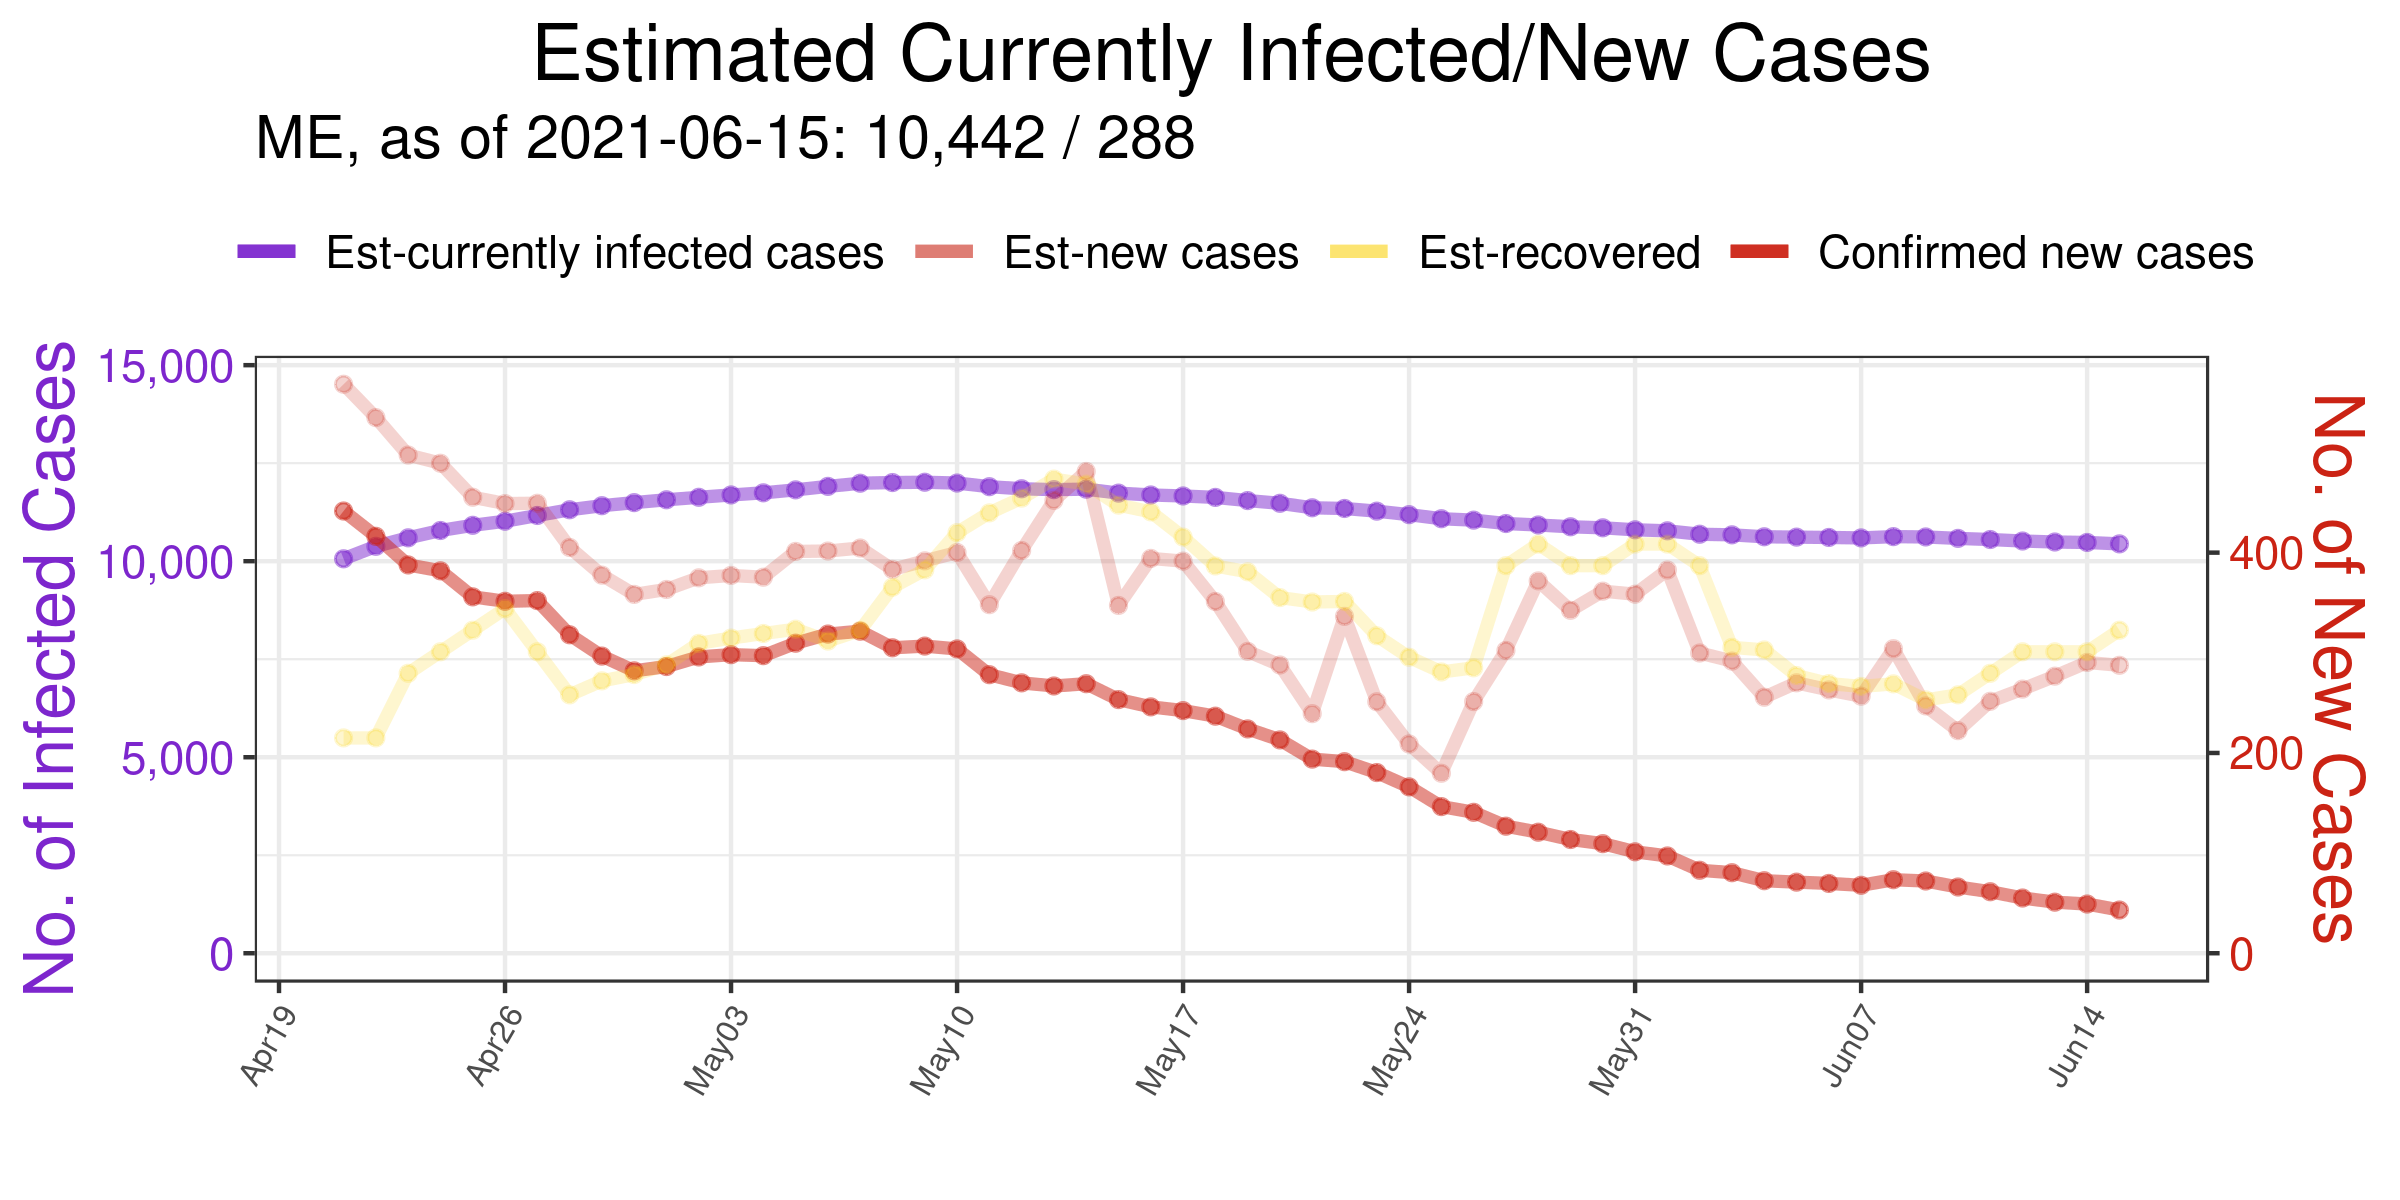 Estimated Currently Infected/New Cases
ME, as of 2021-06-15: 10,442 / 288
Est-currently infected cases Est-new cases Est-recovered Confirmed new cases
No. of Infected Cases
15,000
10,000
5,000
0
400
200
0
No. of New Cases
Apr19 Apr26 May03 May10 May17 May24 May31 Jun07 Jun14